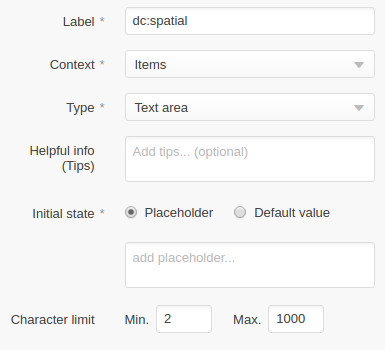 Label * dc:spatial
Context * Items
Type * Text area
Helpful info
(Tips)
Add tips... (optional)
Initial state * Placeholder Default value
add placeholder...
Character limit Min. 2 Max. 1000